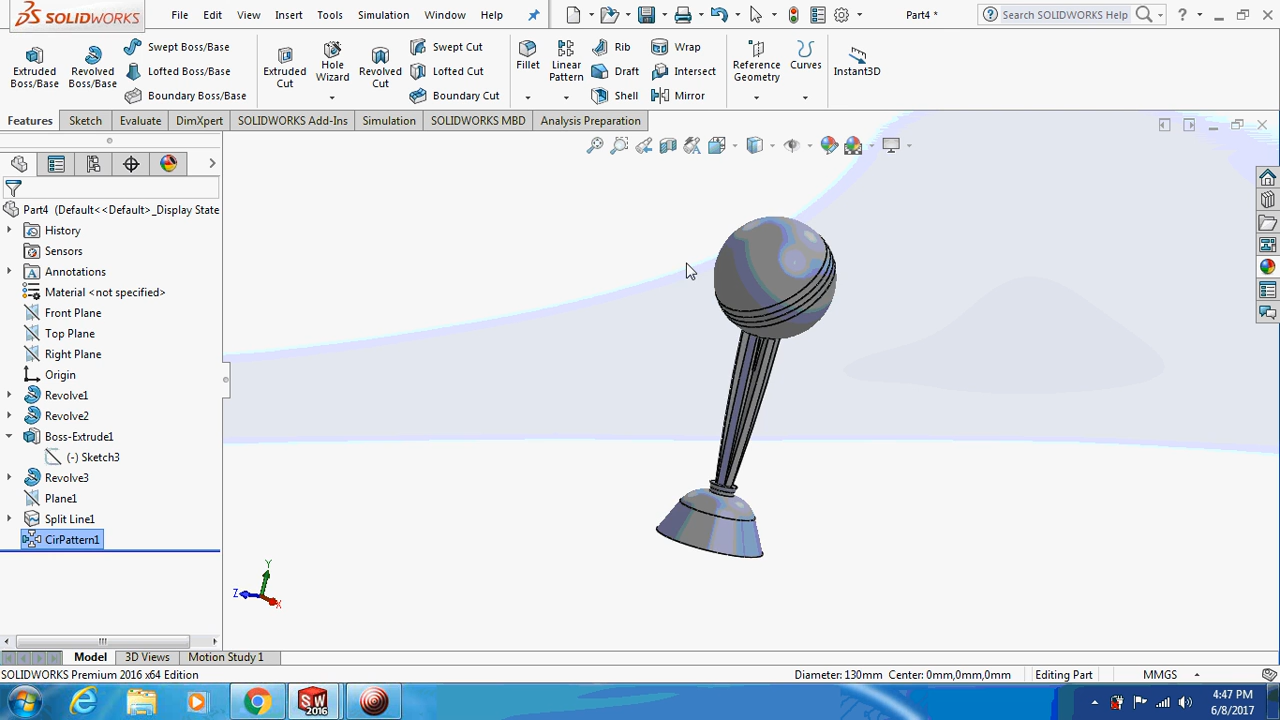 SOLIDWORKS File Edit View Insert Tools Simulation Window Help Part4 * Search SOLIDWORKS Help
Extruded Boss/Base
Revolved Boss/Base
Swept Boss/Base
Lofted Boss/Base
Boundary Boss/Base
Extruded Cut
Hole Wizard
Revolved Cut
Swept Cut
Lofted Cut
Boundary Cut
Fillet
Linear Pattern
Rib
Draft
Shell
Wrap
Intersect
Mirror
Reference Geometry
Curves
Instant3D
Features Sketch Evaluate DimXpert SOLIDWORKS Add-Ins Simulation SOLIDWORKS MBD Analysis Preparation
Part4 (Default<<Default>_Display State
History
Sensors
Annotations
Material <not specified>
Front Plane
Top Plane
Right Plane
Origin
Revolve1
Revolve2
Boss-Extrude1
(-) Sketch3
Revolve3
Plane1
Split Line1
CirPattern1
Y
Z
X
Model 3D Views Motion Study 1
SOLIDWORKS Premium 2016 x64 Edition Diameter: 130mm Center: 0mm,0mm,0mm Editing Part MMGS
SW
2016
4:47 PM
6/8/2017